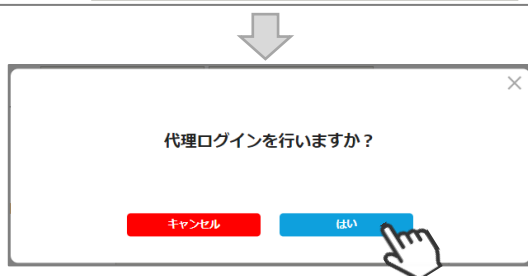 代理ログインを行いますか？
キャンセル
はい